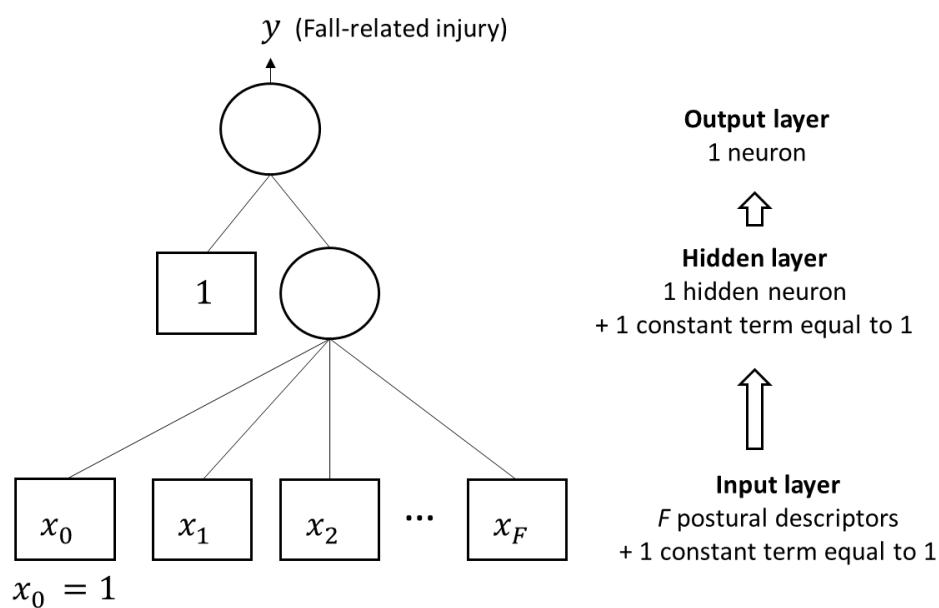 y (Fall-related injury)
Output layer
1 neuron
1
Hidden layer
1 hidden neuron
+ 1 constant term equal to 1
x₀ x₁ x₂ ... x_F
x₀ = 1
Input layer
F postural descriptors
+ 1 constant term equal to 1